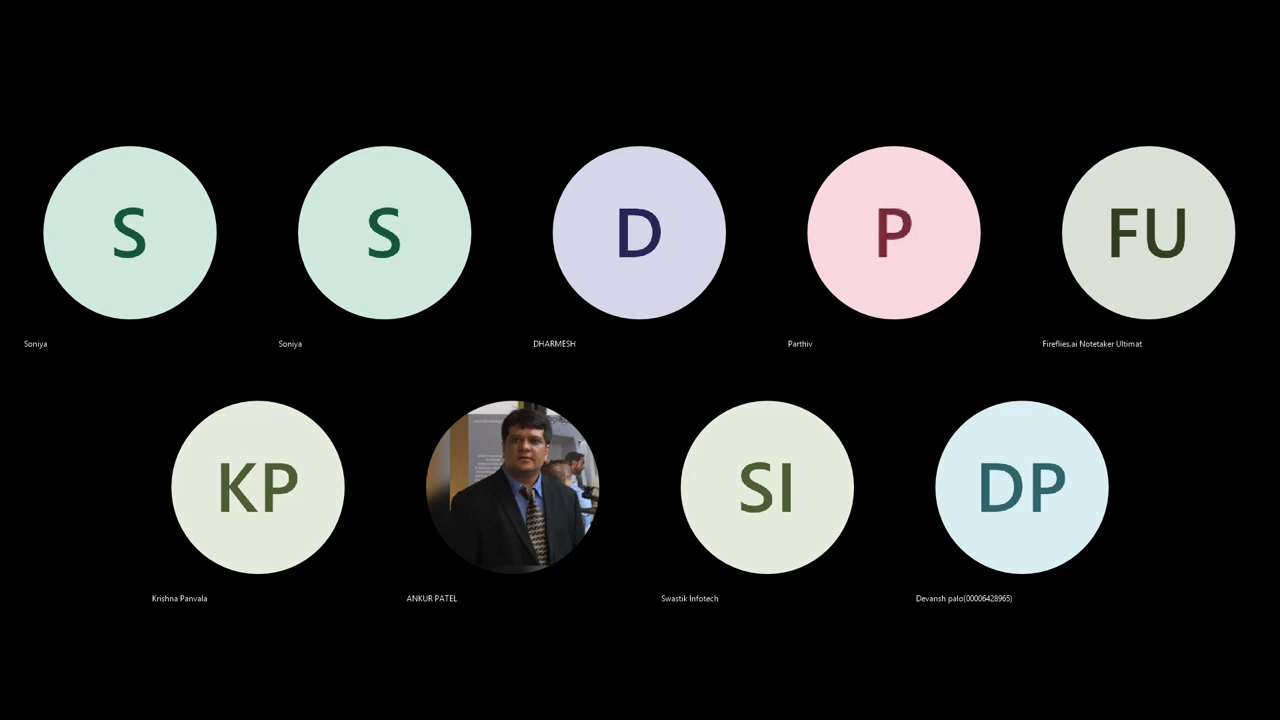 S
S
D
P
FU
Soniya
Soniya
DHARMESH
Parthiv
Fireflies.ai Notetaker Ultimat
KP
SI
DP
Krishna Panvala
ANKUR PATEL
Swastik Infotech
Devansh palo(00006428965)